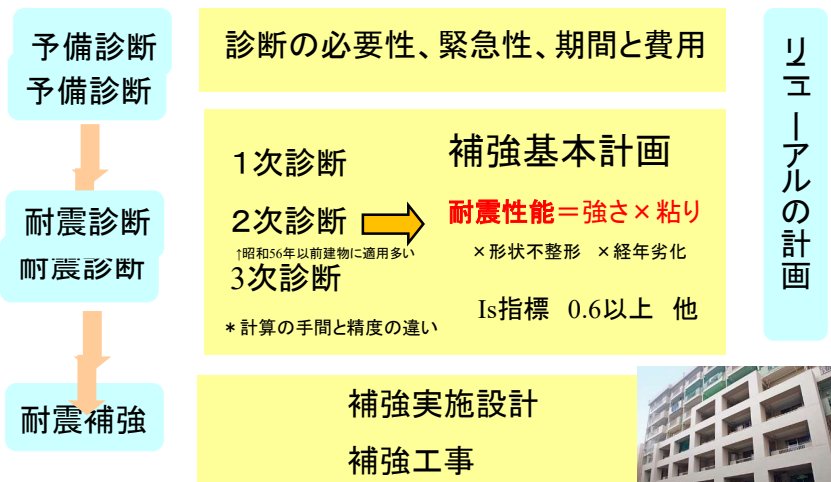 予備診断
予備診断
診断の必要性、緊急性、期間と費用
耐震診断
耐震診断
1次診断
2次診断
↑昭和56年以前建物に適用多い
3次診断
*計算の手間と精度の違い
補強基本計画
耐震性能=強さ×粘り
×形状不整形 ×経年劣化
Is指標 0.6以上 他
耐震補強
補強実施設計
補強工事
リニューアルの計画